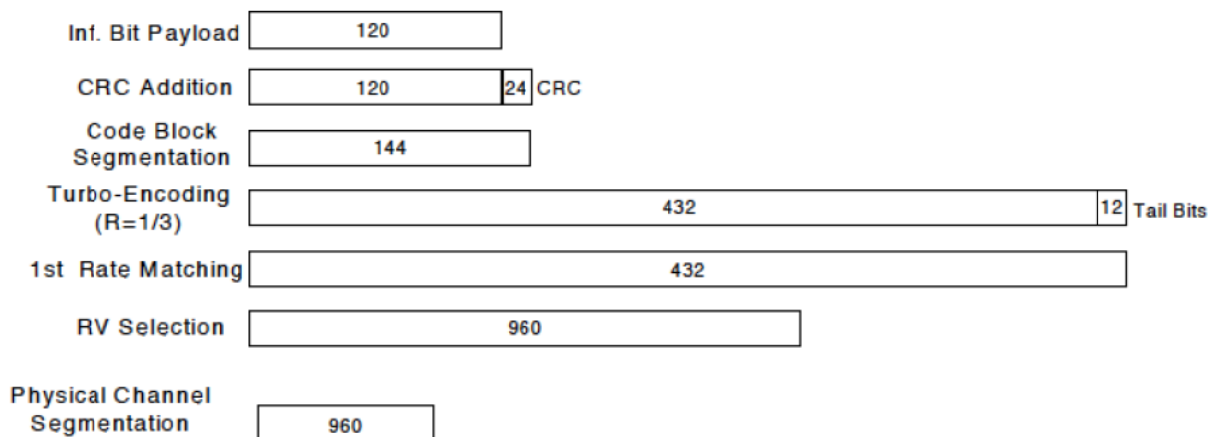 Inf. Bit Payload 120
CRC Addition 120 24 CRC
Code Block
Segmentation 144
Turbo-Encoding
(R=1/3) 432 12 Tail Bits
1st Rate Matching 432
RV Selection 960
Physical Channel
Segmentation 960